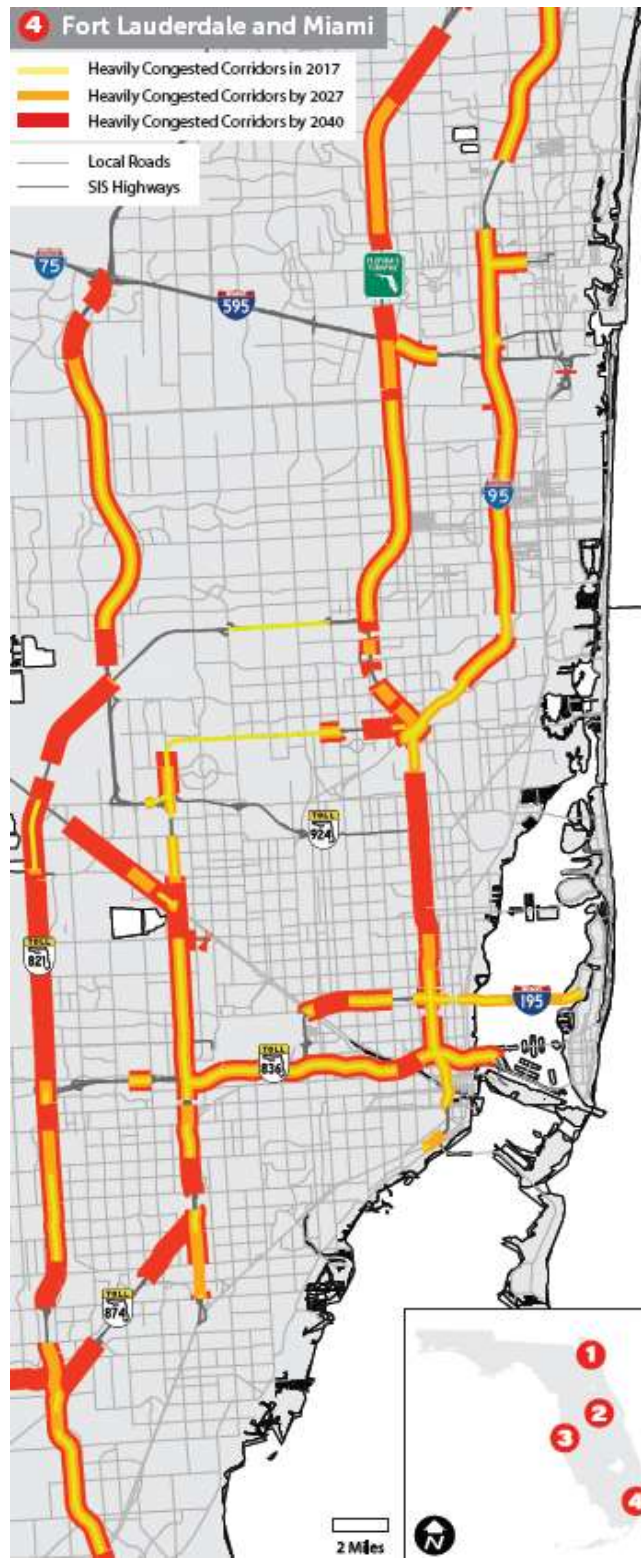 4 Fort Lauderdale and Miami
Heavily Congested Corridors in 2017
Heavily Congested Corridors by 2027
Heavily Congested Corridors by 2040
Local Roads
SIS Highways
75
595
95
TOLL
924
TOLL
821
195
TOLL
836
TOLL
874
1
2
3
4
2 Miles
N